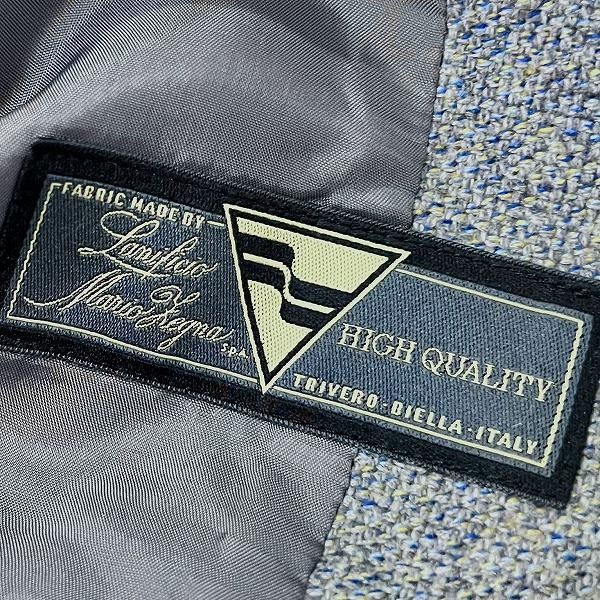 FABRIC MADE BY
Lanificio
Mario Zegna
S.P.A.
HIGH QUALITY
TRIVERO-BIELLA-ITALY